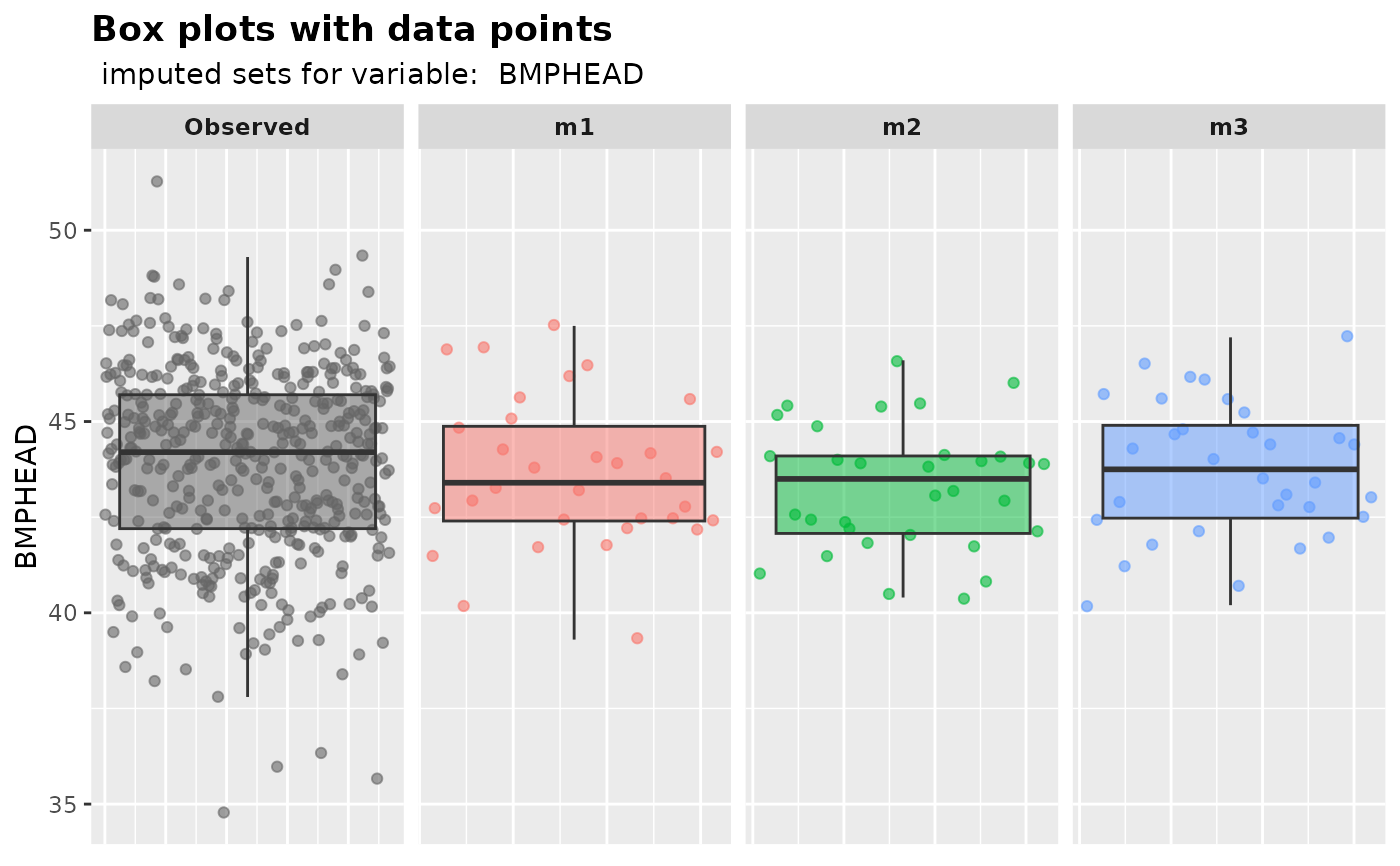 Box plots with data points
imputed sets for variable:  BMPHEAD
Observed m1 m2 m3
50
45
40
35
BMPHEAD